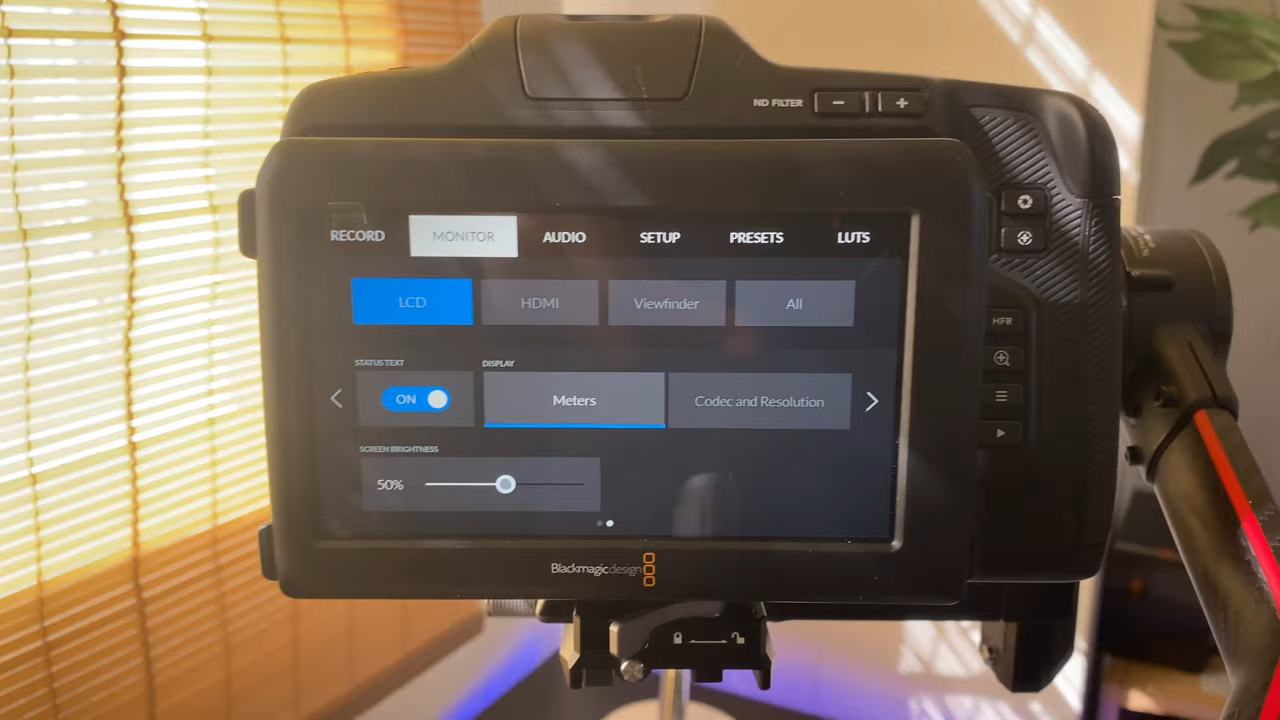 ND FILTER − +
RECORD MONITOR AUDIO SETUP PRESETS LUTS
LCD HDMI Viewfinder All
HFR
STATUS TEXT DISPLAY
ON Meters Codec and Resolution
SCREEN BRIGHTNESS
50%
Blackmagicdesign